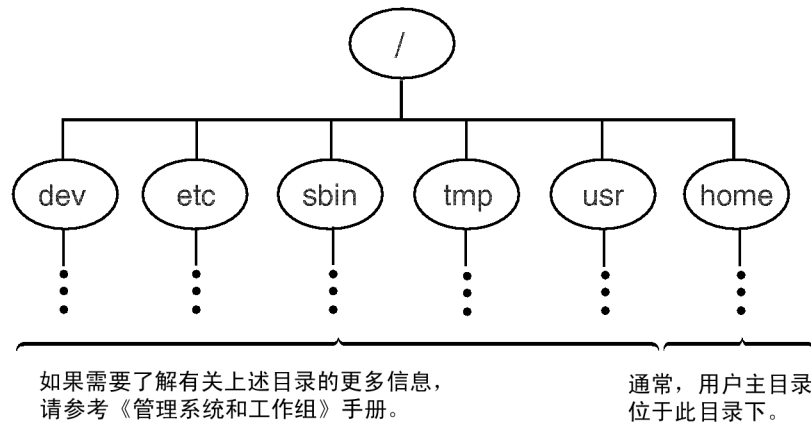 /
dev etc sbin tmp usr home
如果需要了解有关上述目录的更多信息，
请参考《管理系统和工作组》手册。
通常，用户主目录
位于此目录下。